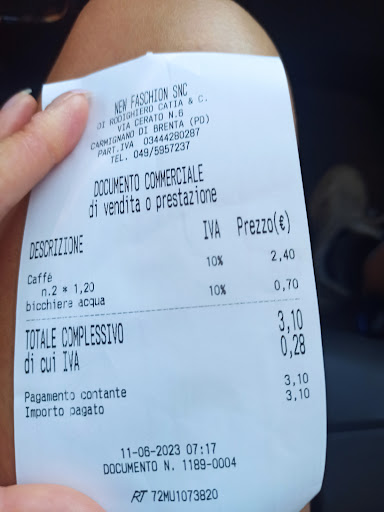 NEW FASCHION SNC
DI RODIGHIERO CATIA & C.
VIA CERATO N.6
CARMIGNANO DI BRENTA (PD)
PART.IVA 03444280287
TEL. 049/5957237
DOCUMENTO COMMERCIALE
di vendita o prestazione
DESCRIZIONE IVA Prezzo(€)
Caffè 10% 2,40
n.2 * 1,20
bicchiere acqua 10% 0,70
TOTALE COMPLESSIVO 3,10
di cui IVA 0,28
Pagamento contante 3,10
Importo pagato 3,10
11-06-2023 07:17
DOCUMENTO N. 1189-0004
RT 72MU1073820